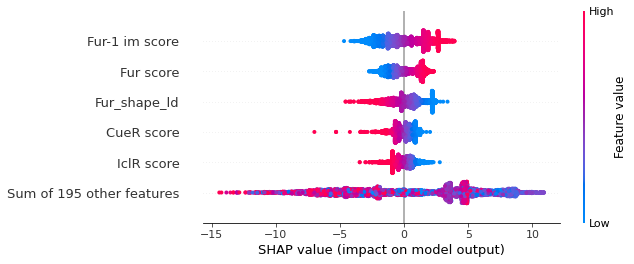 High
Fur-1 im score
Fur score
Fur_shape_ld
CueR score
IclR score
Sum of 195 other features
Feature value
Low
−15 −10 −5 0 5 10
SHAP value (impact on model output)